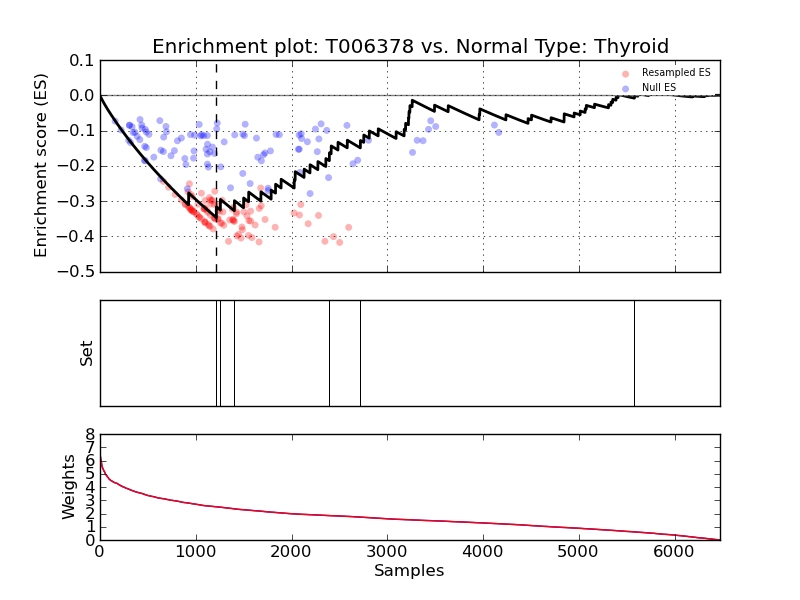 Enrichment plot: T006378 vs. Normal Type: Thyroid
Enrichment score (ES)
0.1
0.0
−0.1
−0.2
−0.3
−0.4
−0.5
Resampled ES
Null ES
Set
Weights
8
7
6
5
4
3
2
1
0
0 1000 2000 3000 4000 5000 6000
Samples